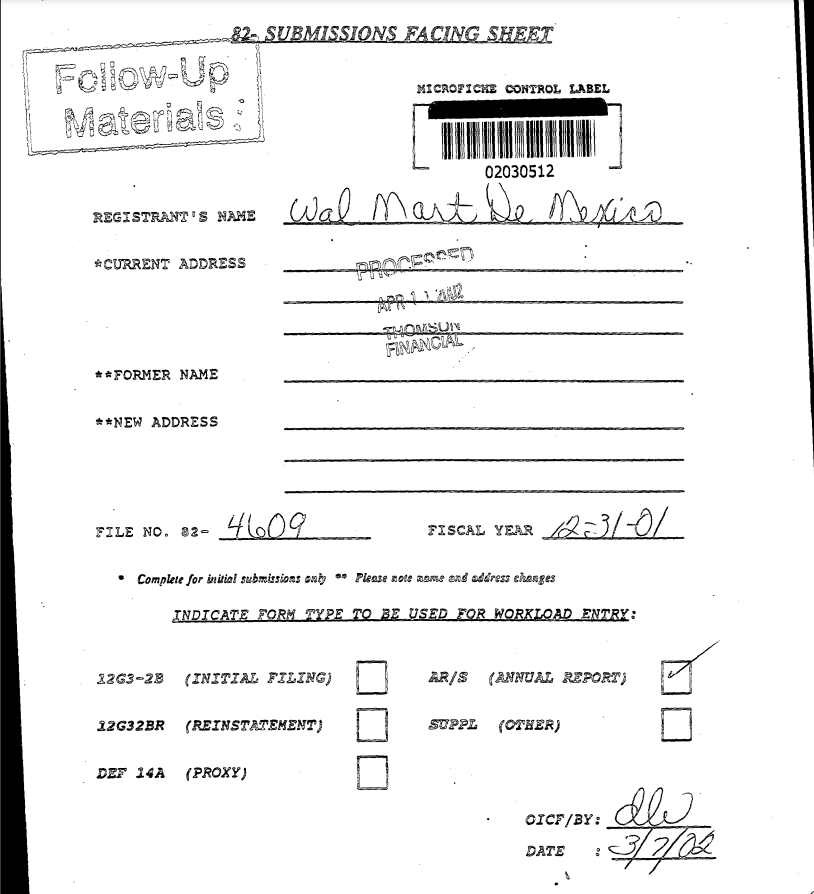 82- SUBMISSIONS FACING SHEET
Follow-Up
Materials
MICROFICHE CONTROL LABEL
02030512
REGISTRANT'S NAME Wal Mart De Mexico
*CURRENT ADDRESS
PROCESSED
APR 1 1 2002
THOMSON
FINANCIAL
**FORMER NAME
**NEW ADDRESS
FILE NO. 82- 4609 FISCAL YEAR 12-31-01
* Complete for initial submissions only ** Please note name and address changes
INDICATE FORM TYPE TO BE USED FOR WORKLOAD ENTRY:
12G3-2B (INITIAL FILING) AR/S (ANNUAL REPORT)
12G32BR (REINSTATEMENT) SUPPL (OTHER)
DEF 14A (PROXY)
OICF/BY: dlw
DATE : 3/7/02